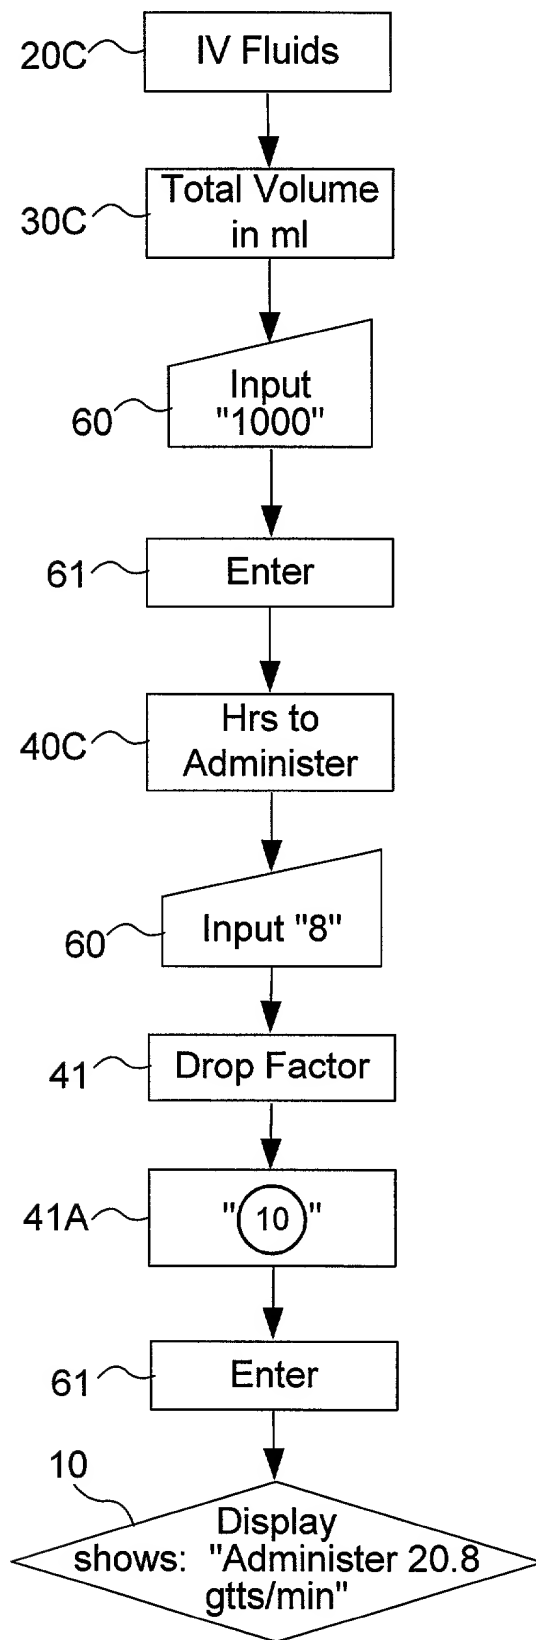 20C
IV Fluids
30C
Total Volume
in ml
60
Input
"1000"
61
Enter
40C
Hrs to
Administer
60
Input "8"
41
Drop Factor
41A
"10"
61
Enter
10
Display
shows: "Administer 20.8
gtts/min"